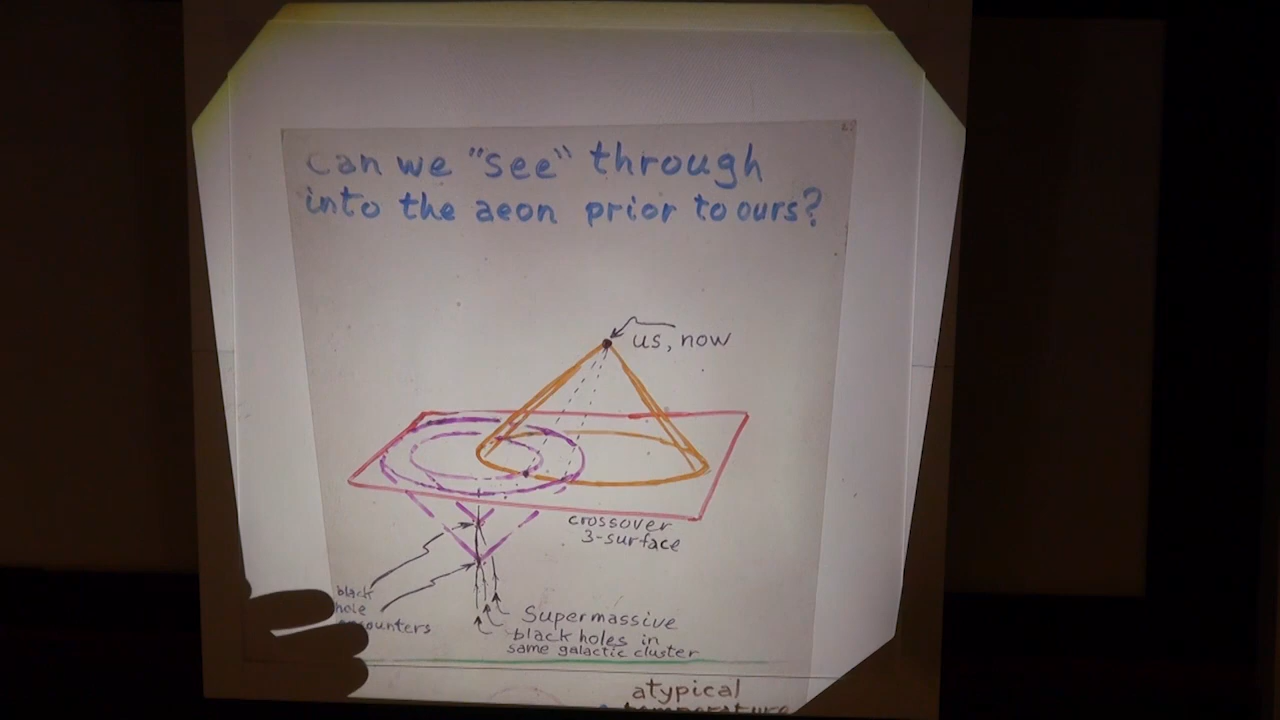 can we "see" through
into the aeon prior to ours?
us, now
crossover
3-surface
black
hole
Supermassive
black holes in
same galactic cluster
atypical
temperature